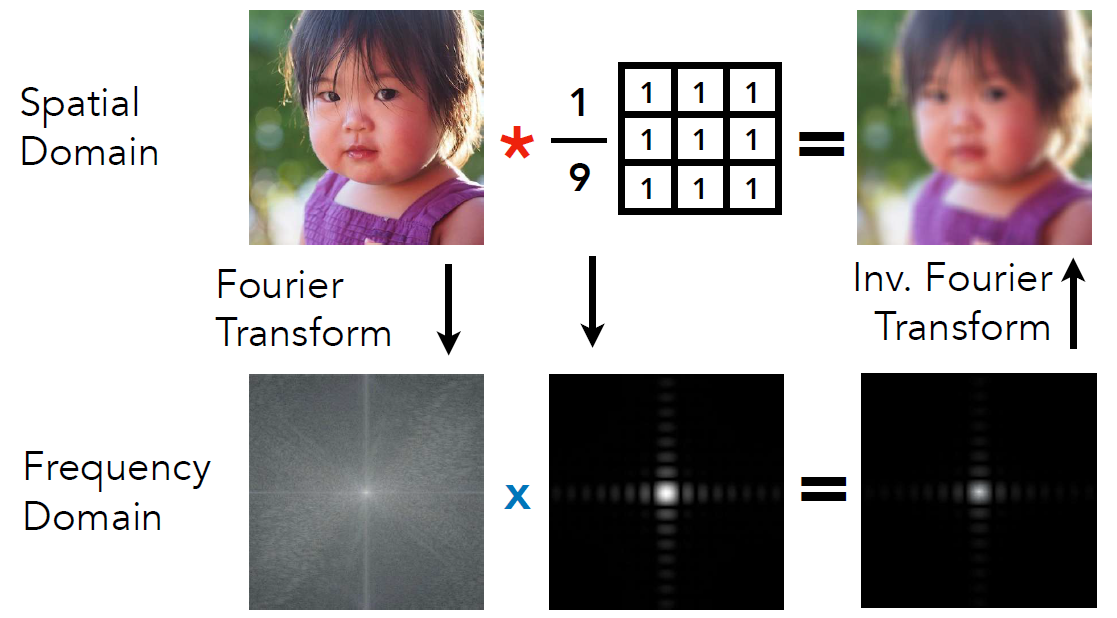 Spatial
Domain
*
1
9
1 1 1
1 1 1
1 1 1
=
Fourier
Transform
Inv. Fourier
Transform
Frequency
Domain
x
=